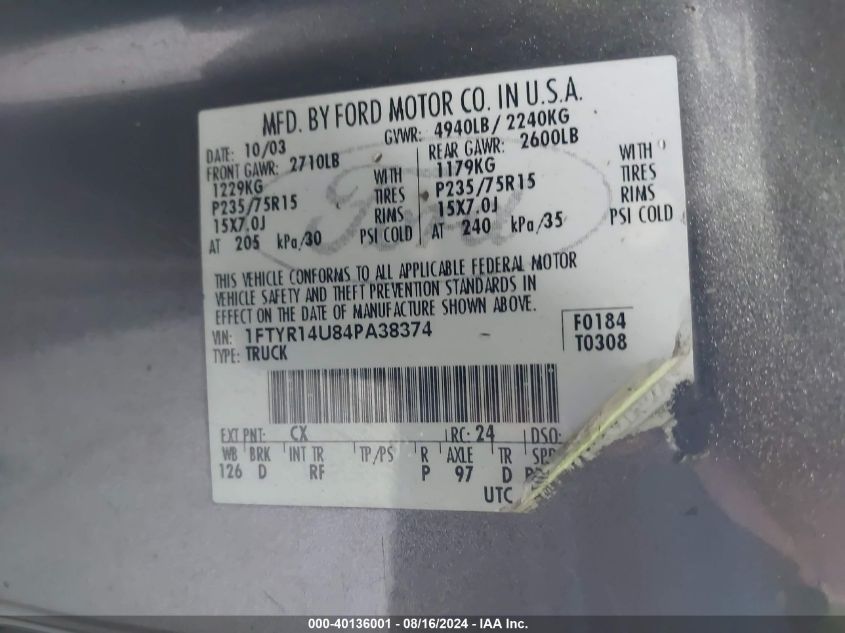 MFD. BY FORD MOTOR CO. IN U.S.A.
DATE: 10/03 GVWR: 4940LB/ 2240KG
FRONT GAWR: 2710LB REAR GAWR: 2600LB
1229KG WITH 1179KG WITH
P235/75R15 TIRES P235/75R15 TIRES
15X7.0J RIMS 15X7.0J RIMS
AT 205 kPa/30 PSI COLD AT 240 kPa/35 PSI COLD
Ford
THIS VEHICLE CONFORMS TO ALL APPLICABLE FEDERAL MOTOR
VEHICLE SAFETY AND THEFT PREVENTION STANDARDS IN
EFFECT ON THE DATE OF MANUFACTURE SHOWN ABOVE.
VIN: 1FTYR14U84PA38374 F0184
TYPE: TRUCK T0308
EXT PNT: CX RC: 24 DSO:
WB BRK INT TR TP/PS R AXLE TR
126 D RF P 97 D
UTC
000-40136001 - 08/16/2024 - IAA, Inc.